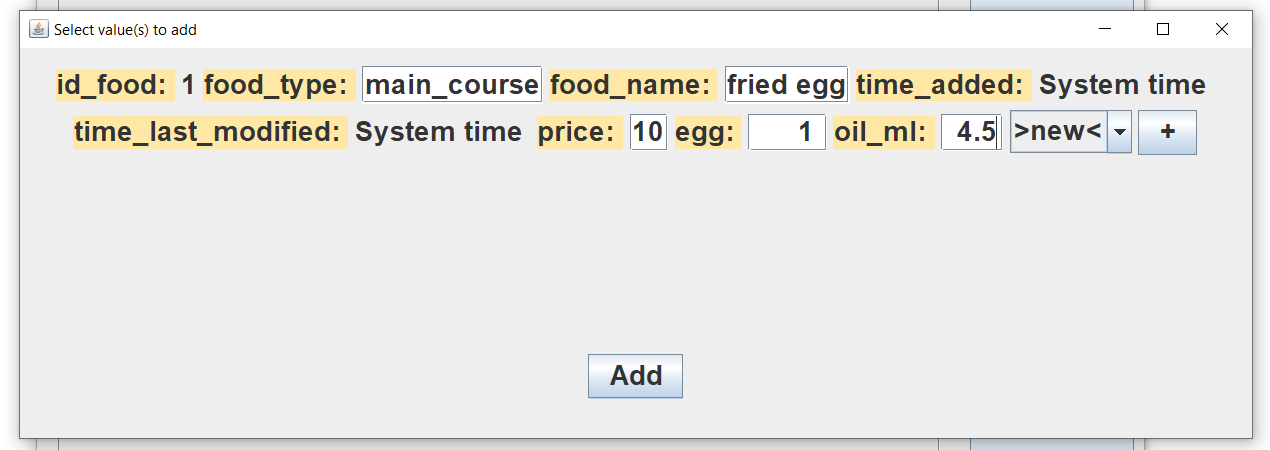 Select value(s) to add
id_food: 1 food_type: main_course food_name: fried egg time_added: System time
time_last_modified: System time price: 10 egg: 1 oil_ml: 4.5 >new< +
Add